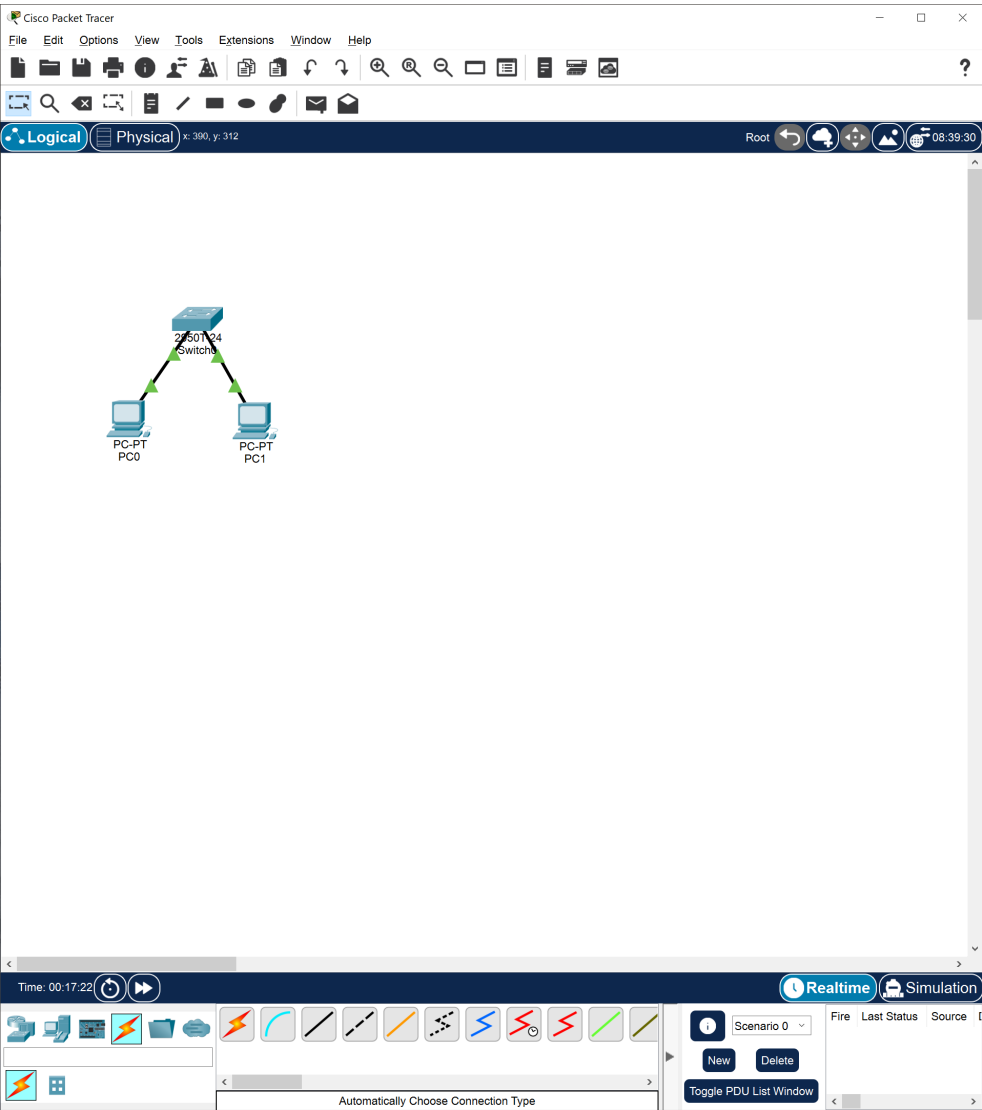 Cisco Packet Tracer
File Edit Options View Tools Extensions Window Help
?
Logical Physical x: 390, y: 312 Root 08:39:30
2950T-24
Switch0
PC-PT
PC0
PC-PT
PC1
Time: 00:17:22 Realtime Simulation
Scenario 0 Fire Last Status Source D
New Delete
Toggle PDU List Window
Automatically Choose Connection Type